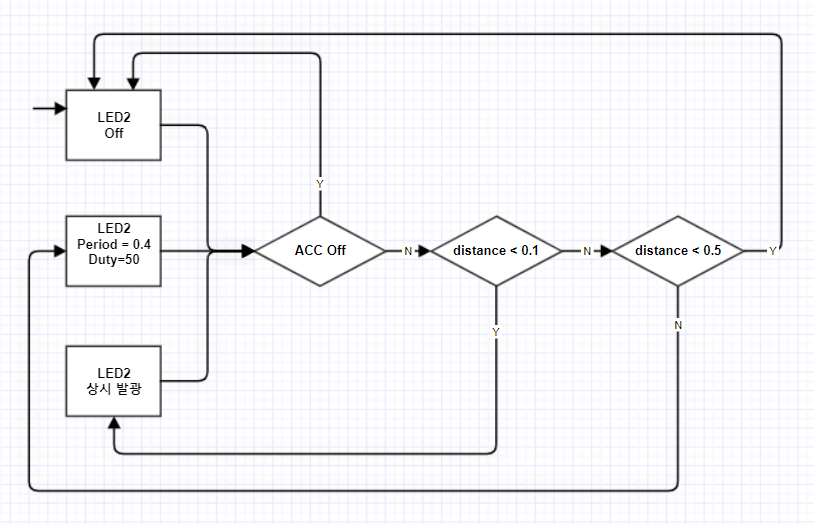 LED2
Off
Y
LED2
Period = 0.4
Duty=50
ACC Off
N
distance < 0.1
N
distance < 0.5
Y
Y
N
LED2
상시 발광